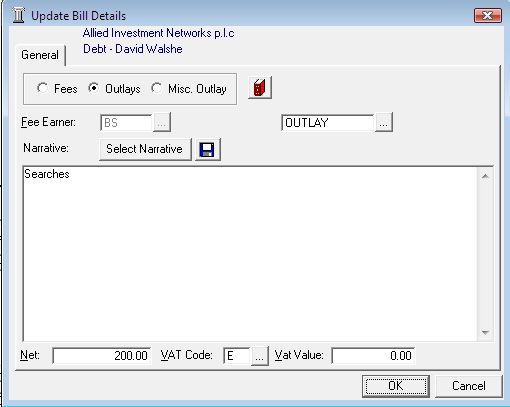 Update Bill Details
Allied Investment Networks p.l.c
Debt - David Walshe
General
Fees Outlays Misc. Outlay
Fee Earner: BS ... OUTLAY ...
Narrative: Select Narrative
Searches
Net: 200.00 VAT Code: E ... Vat Value: 0.00
OK Cancel